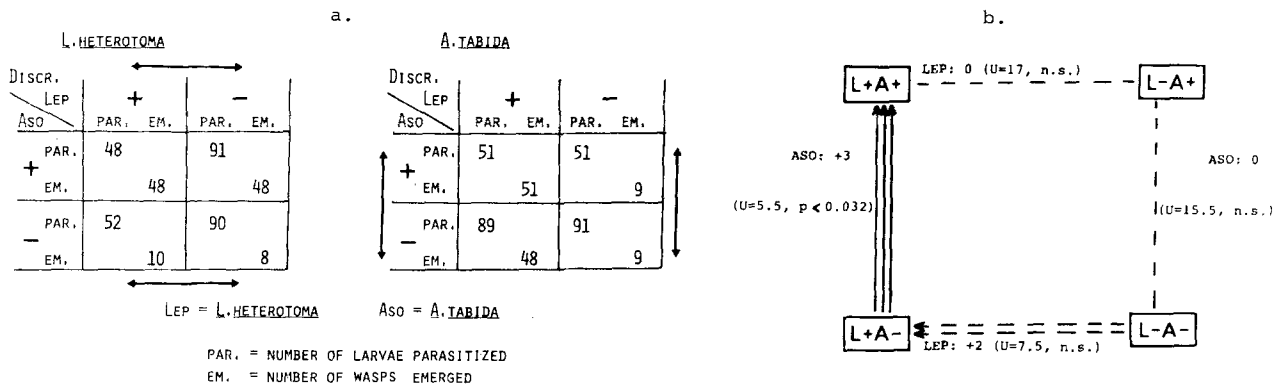 a.
L.HETEROTOMA
DISCR.
LEP + -
ASO PAR. EM. PAR. EM.
+ PAR. 48 91
EM. 48 48
- PAR. 52 90
EM. 10 8
A.TABIDA
DISCR.
LEP + -
ASO PAR. EM. PAR. EM.
+ PAR. 51 51
EM. 51 9
- PAR. 89 91
EM. 48 9
LEP = L.HETEROTOMA ASO = A.TABIDA
PAR. = NUMBER OF LARVAE PARASITIZED
EM. = NUMBER OF WASPS EMERGED
b.
L+A+ LEP: 0 (U=17, n.s.) L-A+
ASO: +3 ASO: 0
(U=5.5, p<0.032) (U=15.5, n.s.)
L+A- LEP: +2 (U=7.5, n.s.) L-A-